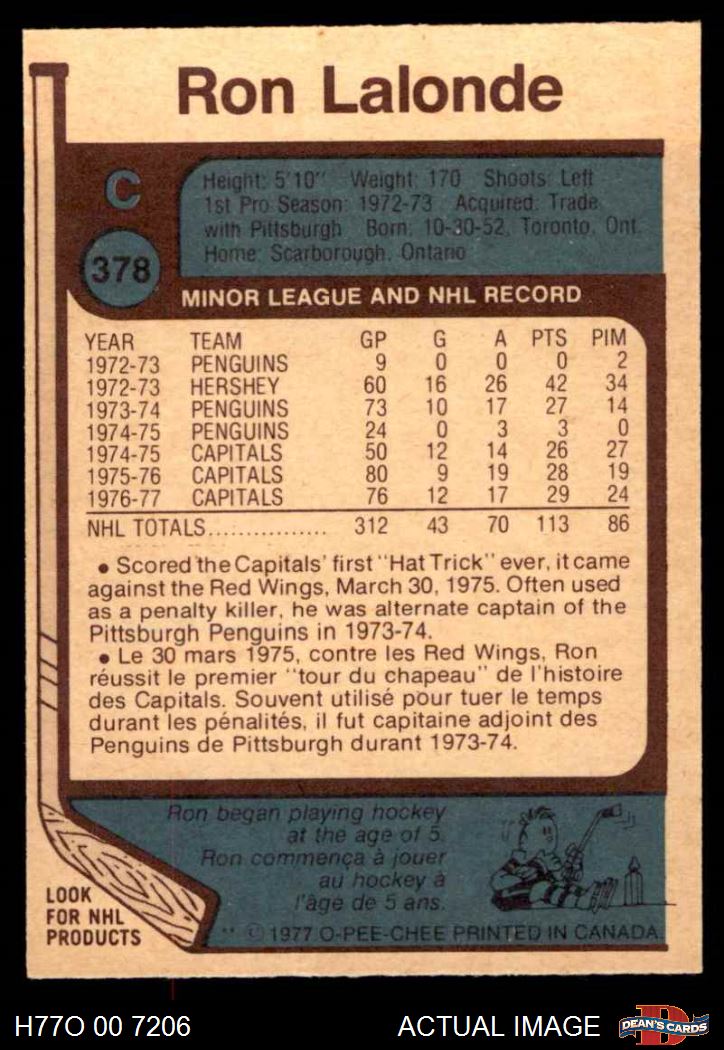 Ron Lalonde
C
378
Height: 5'10" Weight: 170 Shoots: Left
1st Pro Season: 1972-73 Acquired: Trade
with Pittsburgh Born: 10-30-52, Toronto, Ont.
Home: Scarborough, Ontario
MINOR LEAGUE AND NHL RECORD
YEAR TEAM GP G A PTS PIM
1972-73 PENGUINS 9 0 0 0 2
1972-73 HERSHEY 60 16 26 42 34
1973-74 PENGUINS 73 10 17 27 14
1974-75 PENGUINS 24 0 3 3 0
1974-75 CAPITALS 50 12 14 26 27
1975-76 CAPITALS 80 9 19 28 19
1976-77 CAPITALS 76 12 17 29 24
NHL TOTALS................ 312 43 70 113 86
• Scored the Capitals' first "Hat Trick" ever, it came
against the Red Wings, March 30, 1975. Often used
as a penalty killer, he was alternate captain of the
Pittsburgh Penguins in 1973-74.
• Le 30 mars 1975, contre les Red Wings, Ron
réussit le premier "tour du chapeau" de l'histoire
des Capitals. Souvent utilisé pour tuer le temps
durant les pénalités, il fut capitaine adjoint des
Penguins de Pittsburgh durant 1973-74.
Ron began playing hockey
at the age of 5.
Ron commença à jouer
au hockey à
l'âge de 5 ans.
LOOK
FOR NHL
PRODUCTS
** © 1977 O-PEE-CHEE PRINTED IN CANADA.
H77O 00 7206 ACTUAL IMAGE
D
DEAN'S CARDS